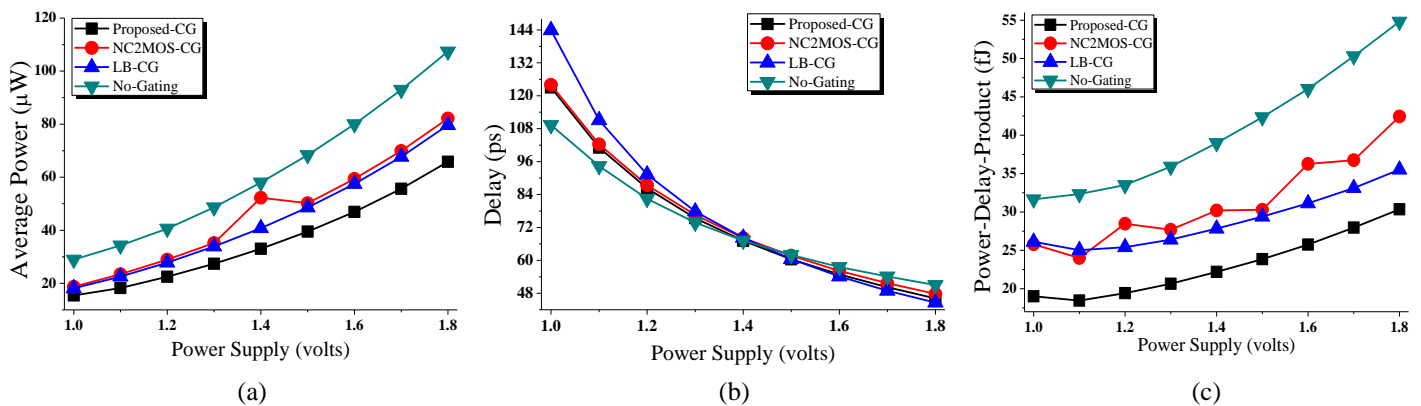 Average Power (μW)
120
100
80
60
40
20
Proposed-CG
NC2MOS-CG
LB-CG
No-Gating
1.0 1.2 1.4 1.6 1.8
Power Supply (volts)
(a)
Delay (ps)
144
132
120
108
96
84
72
60
48
Proposed-CG
NC2MOS-CG
LB-CG
No-Gating
1.0 1.2 1.4 1.6 1.8
Power Supply (volts)
(b)
Power-Delay-Product (fJ)
55
50
45
40
35
30
25
20
Proposed-CG
NC2MOS-CG
LB-CG
No-Gating
1.0 1.2 1.4 1.6 1.8
Power Supply (volts)
(c)